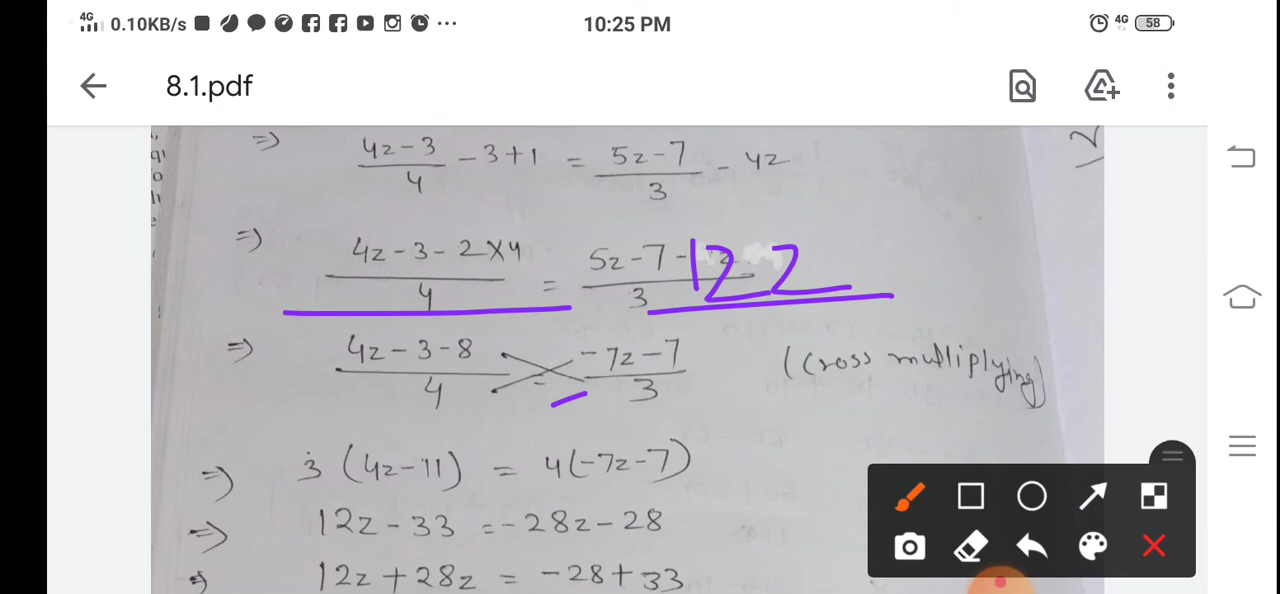 4G 0.10KB/s ... 10:25 PM 4G 58
8.1.pdf
=> (4z-3)/4 - 3+1 = (5z-7)/3 - 4z
=> (4z-3-2×4)/4 = (5z-7-12z)/3
=> (4z-3-8)/4 = (-7z-7)/3 (Cross multiplying)
=> 3(4z-11) = 4(-7z-7)
=> 12z-33 = -28z-28
=> 12z+28z = -28+33